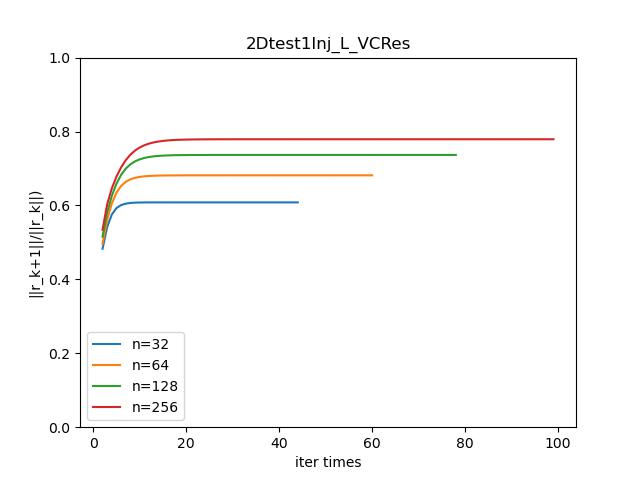 2Dtest1Inj_L_VCRes
1.0
0.8
0.6
0.4
0.2
0.0
||r_k+1||/||r_k||)
n=32
n=64
n=128
n=256
0 20 40 60 80 100
iter times